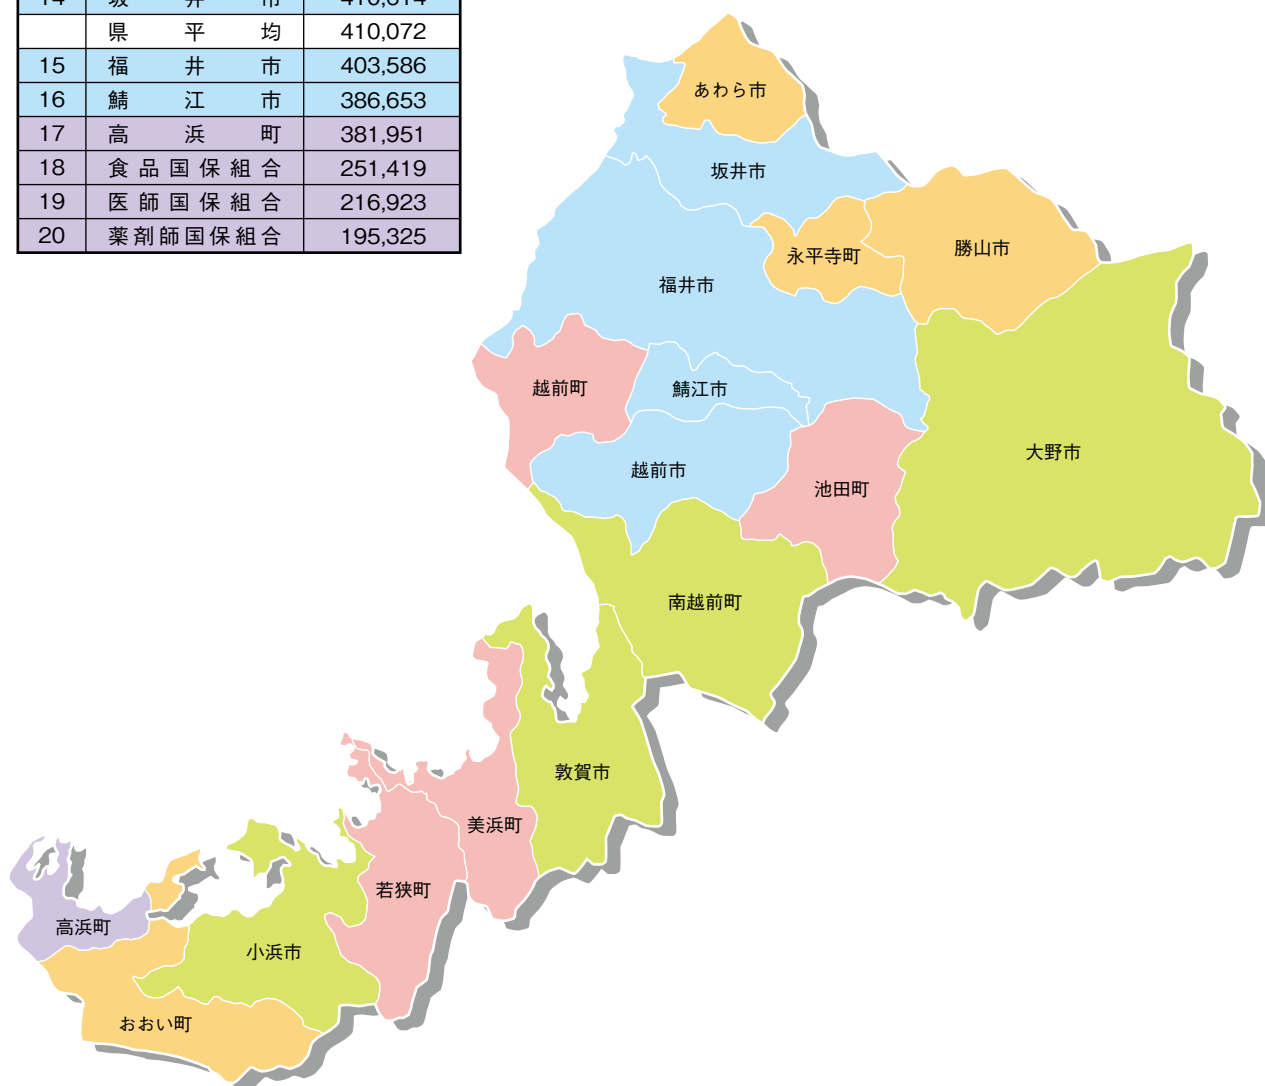 県平均 410,072
15 福井市 403,586
16 鯖江市 386,653
17 高浜町 381,951
18 食品国保組合 251,419
19 医師国保組合 216,923
20 薬剤師国保組合 195,325
あわら市
坂井市
永平寺町
勝山市
福井市
越前町
鯖江市
大野市
越前市
池田町
南越前町
敦賀市
美浜町
若狭町
高浜町
小浜市
おおい町